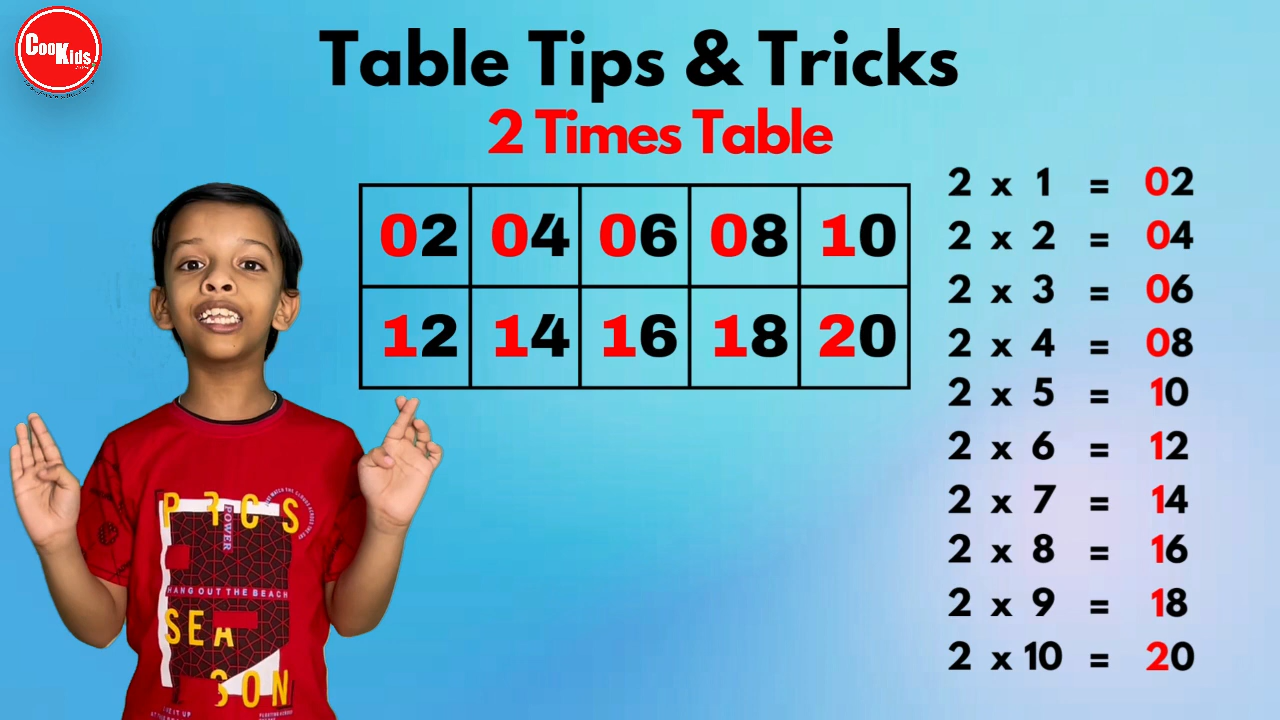 CooKids
Table Tips & Tricks
2 Times Table
02 04 06 08 10
12 14 16 18 20
2 x 1 = 02
2 x 2 = 04
2 x 3 = 06
2 x 4 = 08
2 x 5 = 10
2 x 6 = 12
2 x 7 = 14
2 x 8 = 16
2 x 9 = 18
2 x 10 = 20
POWER
HANG OUT THE BEACH
SEA
SON